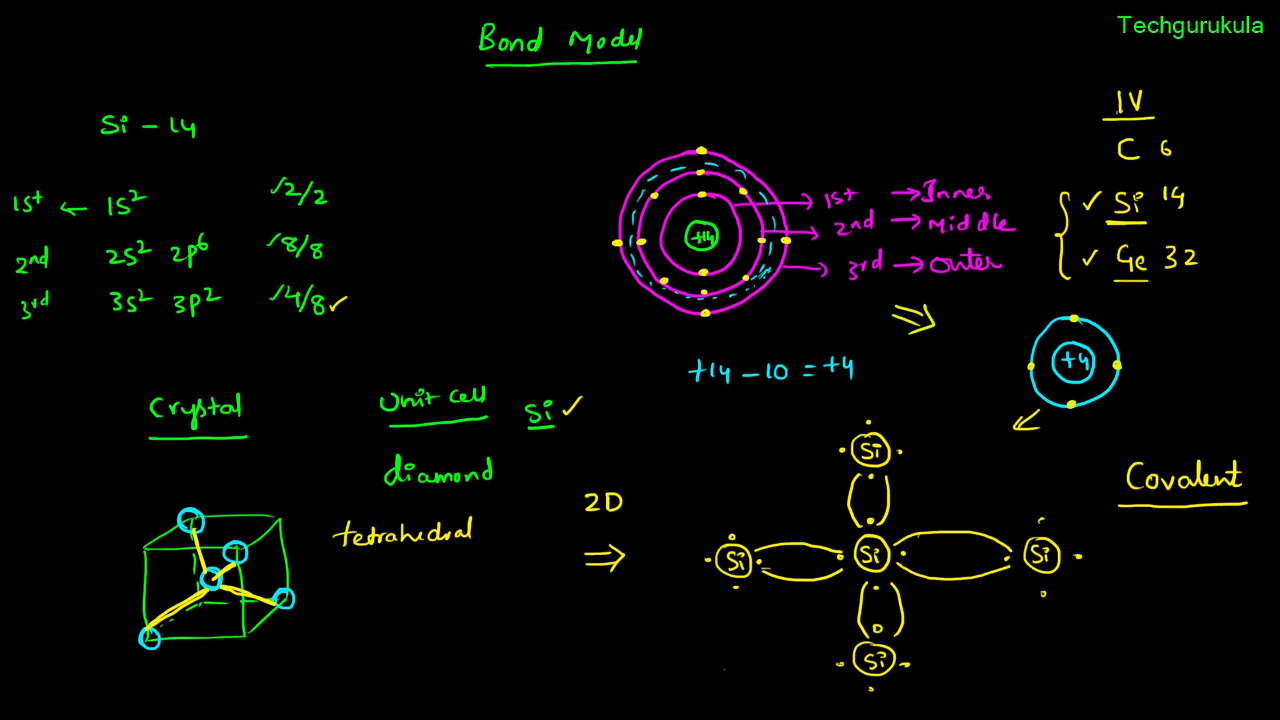 Techgurukula
Bond Model
Si - 14
1st ← 1s² √2/2
2nd 2s² 2p⁶ √8/8
3rd 3s² 3p² √4/8 ✓
+14
1st → Inner
2nd → Middle
3rd → Outer
IV
C 6
✓ Si 14
✓ Ge 32
+14 - 10 = +4
+4
Crystal
Unit cell Si ✓
diamond
tetrahedral
2D
⇒
Covalent
Si
Si Si Si
Si